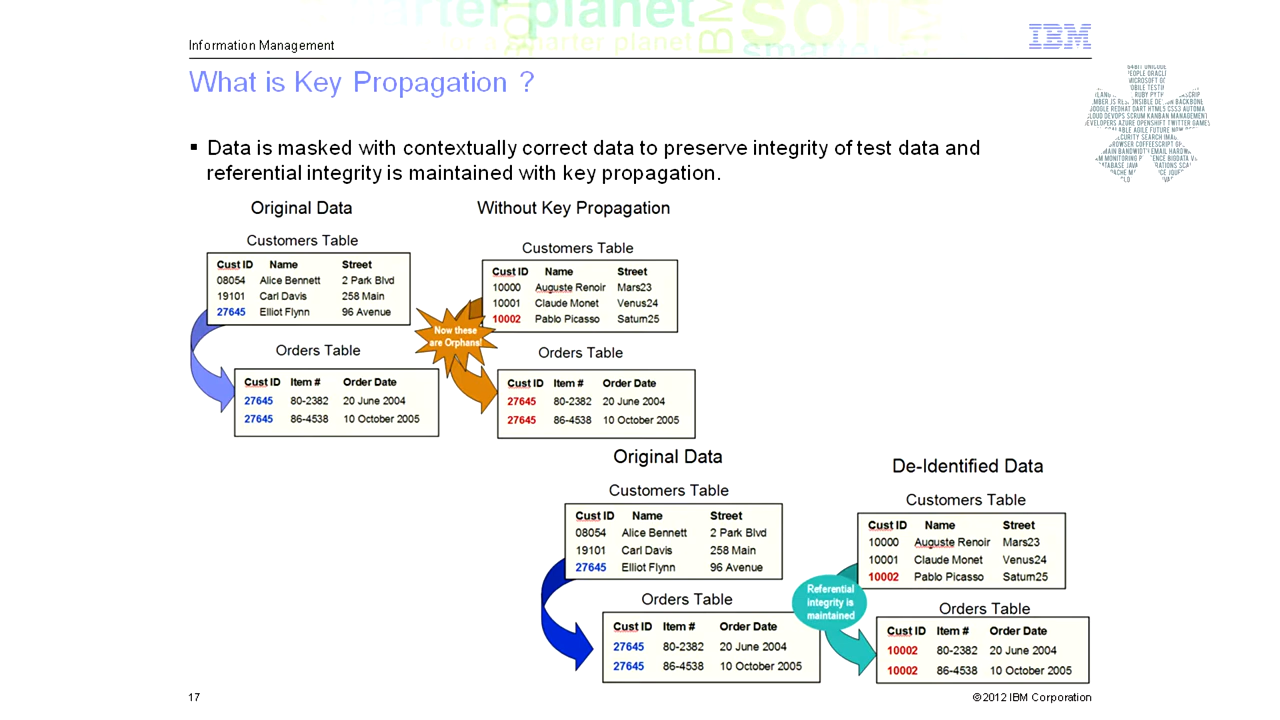 Information Management
IBM
What is Key Propagation ?
▪ Data is masked with contextually correct data to preserve integrity of test data and
referential integrity is maintained with key propagation.
Original Data
Customers Table
Cust ID Name Street
08054 Alice Bennett 2 Park Blvd
19101 Carl Davis 258 Main
27645 Elliot Flynn 96 Avenue
Orders Table
Cust ID Item # Order Date
27645 80-2382 20 June 2004
27645 86-4538 10 October 2005
Without Key Propagation
Customers Table
Cust ID Name Street
10000 Auguste Renoir Mars23
10001 Claude Monet Venus24
10002 Pablo Picasso Saturn25
Now these
are Orphans!
Orders Table
Cust ID Item # Order Date
27645 80-2382 20 June 2004
27645 86-4538 10 October 2005
Original Data
Customers Table
Cust ID Name Street
08054 Alice Bennett 2 Park Blvd
19101 Carl Davis 258 Main
27645 Elliot Flynn 96 Avenue
Orders Table
Cust ID Item # Order Date
27645 80-2382 20 June 2004
27645 86-4538 10 October 2005
De-Identified Data
Customers Table
Cust ID Name Street
10000 Auguste Renoir Mars23
10001 Claude Monet Venus24
10002 Pablo Picasso Saturn25
Referential
integrity is
maintained
Orders Table
Cust ID Item # Order Date
10002 80-2382 20 June 2004
10002 86-4538 10 October 2005
17
©2012 IBM Corporation